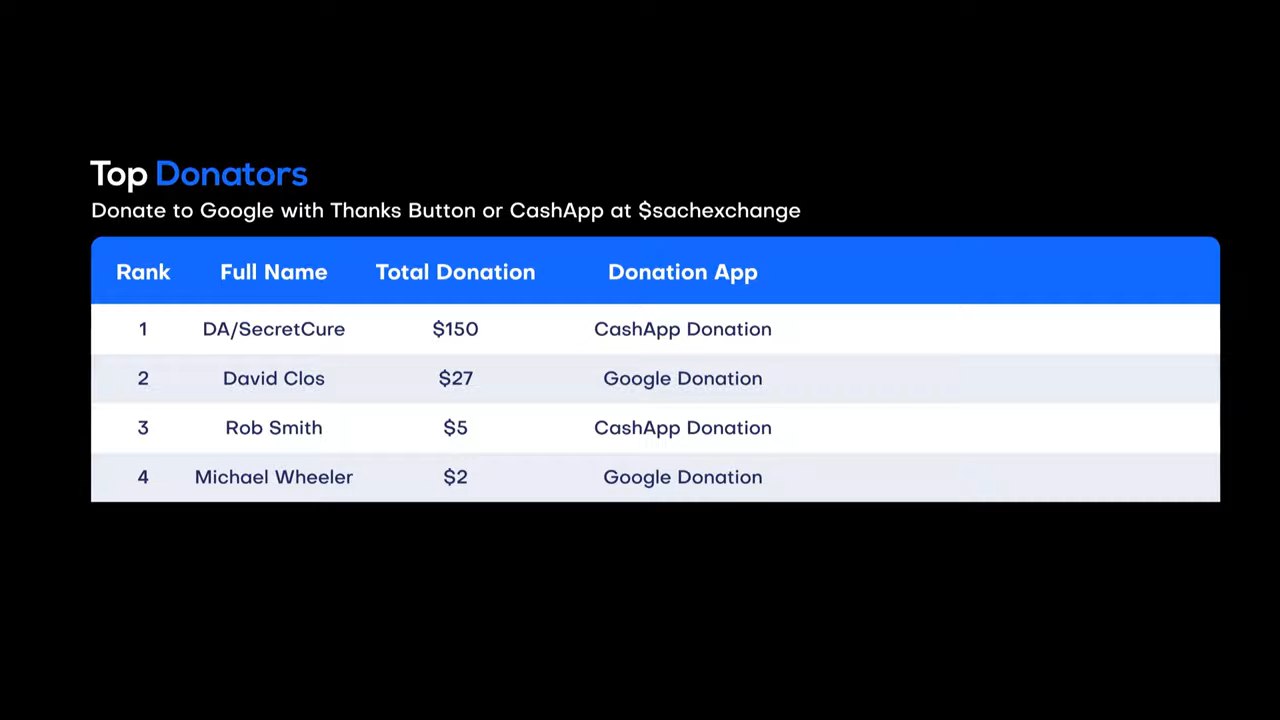 Top Donators
Donate to Google with Thanks Button or CashApp at $sachexchange
Rank Full Name Total Donation Donation App
1 DA/SecretCure $150 CashApp Donation
2 David Clos $27 Google Donation
3 Rob Smith $5 CashApp Donation
4 Michael Wheeler $2 Google Donation